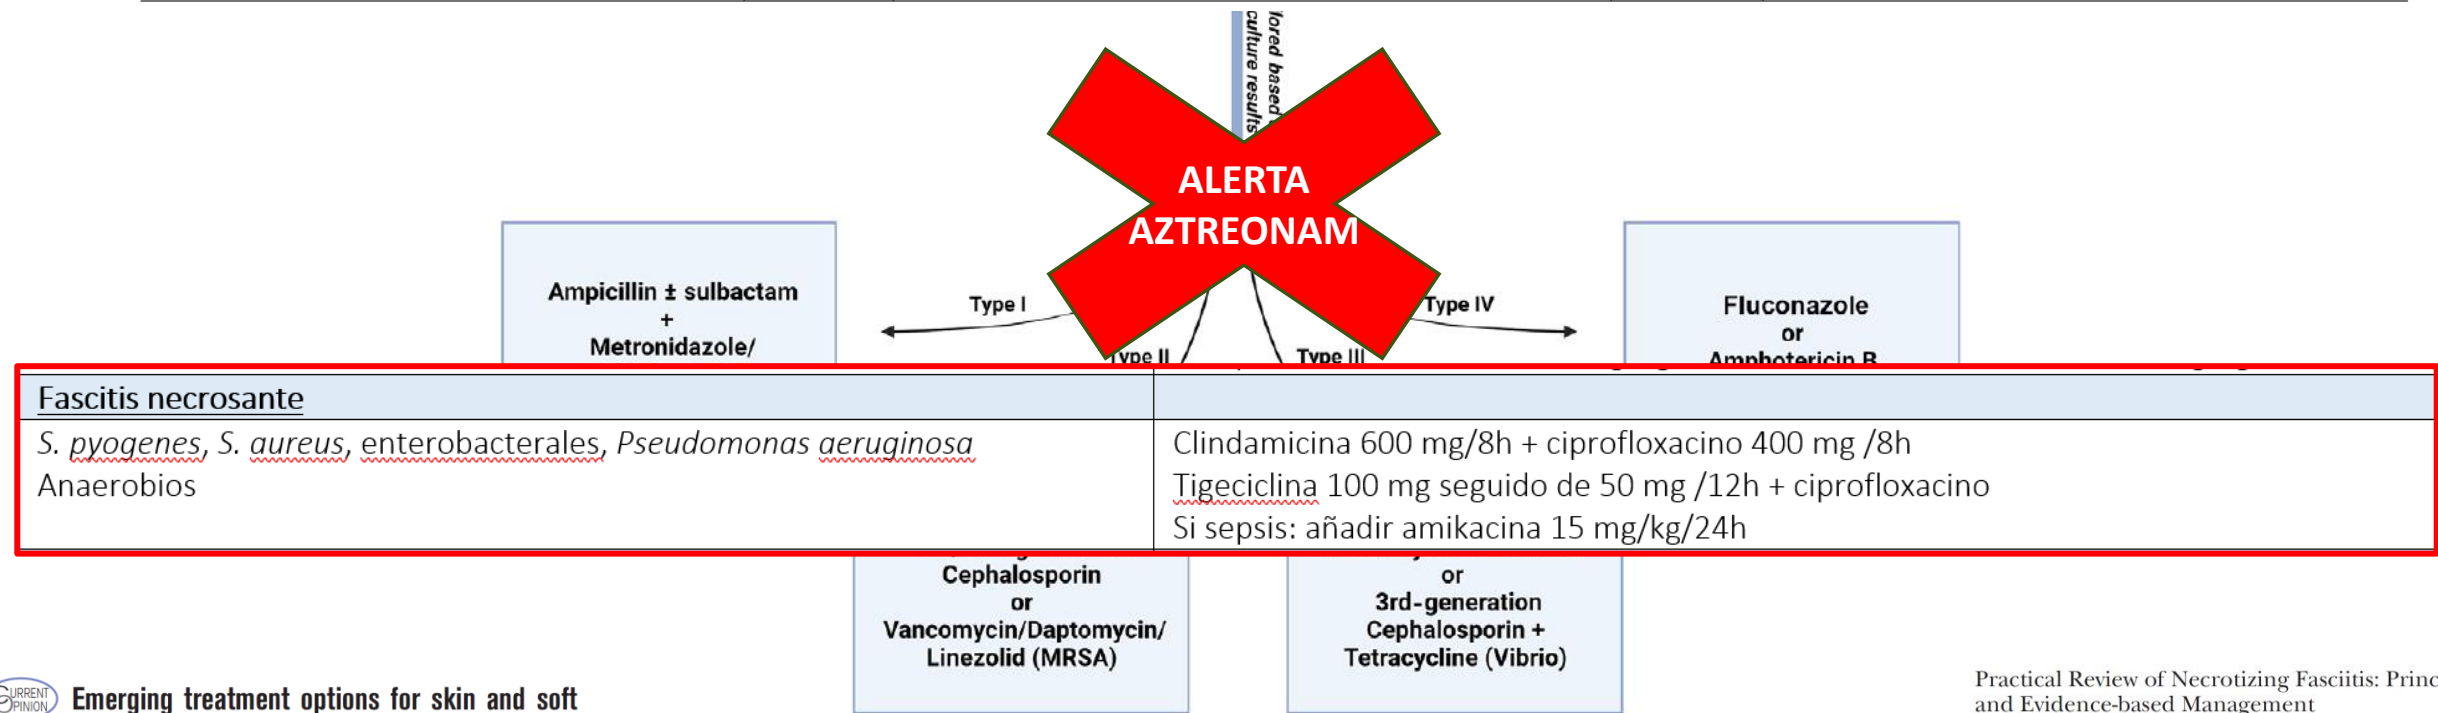 lored based
culture results
ALERTA
AZTREONAM
Ampicillin ± sulbactam
+
Metronidazole/
Type I
Type II
Type III
Type IV
Fluconazole
or
Amphotericin B
Fascitis necrosante
S. pyogenes, S. aureus, enterobacterales, Pseudomonas aeruginosa
Anaerobios
Clindamicina 600 mg/8h + ciprofloxacino 400 mg /8h
Tigeciclina 100 mg seguido de 50 mg /12h + ciprofloxacino
Si sepsis: añadir amikacina 15 mg/kg/24h
Cephalosporin
or
Vancomycin/Daptomycin/
Linezolid (MRSA)
or
3rd-generation
Cephalosporin +
Tetracycline (Vibrio)
CURRENT
OPINION
Emerging treatment options for skin and soft
Practical Review of Necrotizing Fasciitis: Princ
and Evidence-based Management